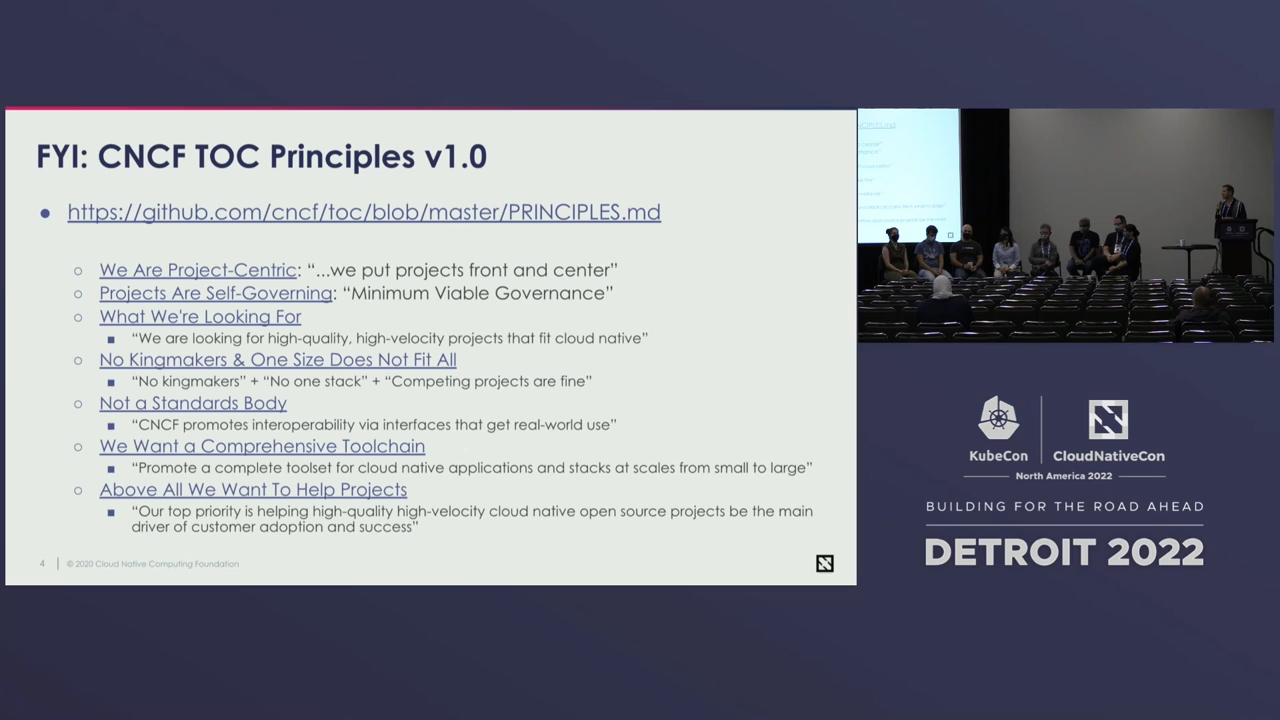 FYI: CNCF TOC Principles v1.0
● https://github.com/cncf/toc/blob/master/PRINCIPLES.md
○ We Are Project-Centric: “...we put projects front and center”
○ Projects Are Self-Governing: “Minimum Viable Governance”
○ What We're Looking For
■ “We are looking for high-quality, high-velocity projects that fit cloud native”
○ No Kingmakers & One Size Does Not Fit All
■ “No kingmakers” + “No one stack” + “Competing projects are fine”
○ Not a Standards Body
■ “CNCF promotes interoperability via interfaces that get real-world use”
○ We Want a Comprehensive Toolchain
■ “Promote a complete toolset for cloud native applications and stacks at scales from small to large”
○ Above All We Want To Help Projects
■ “Our top priority is helping high-quality high-velocity cloud native open source projects be the main
driver of customer adoption and success”
4 | © 2020 Cloud Native Computing Foundation
KubeCon
CloudNativeCon
North America 2022
BUILDING FOR THE ROAD AHEAD
DETROIT 2022